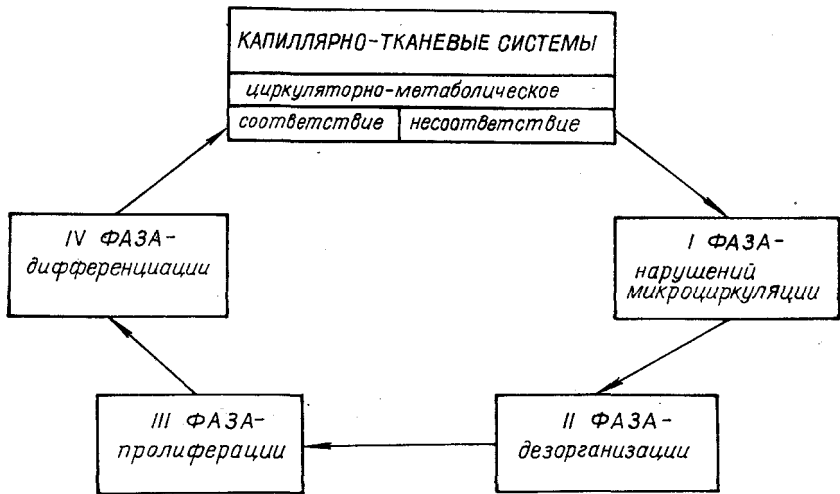 КАПИЛЛЯРНО-ТКАНЕВЫЕ СИСТЕМЫ
циркуляторно-метаболическое
соответствие несоответствие
IV ФАЗА-
дифференциации
I ФАЗА-
нарушений
микроциркуляции
III ФАЗА-
пролиферации
II ФАЗА-
дезорганизации